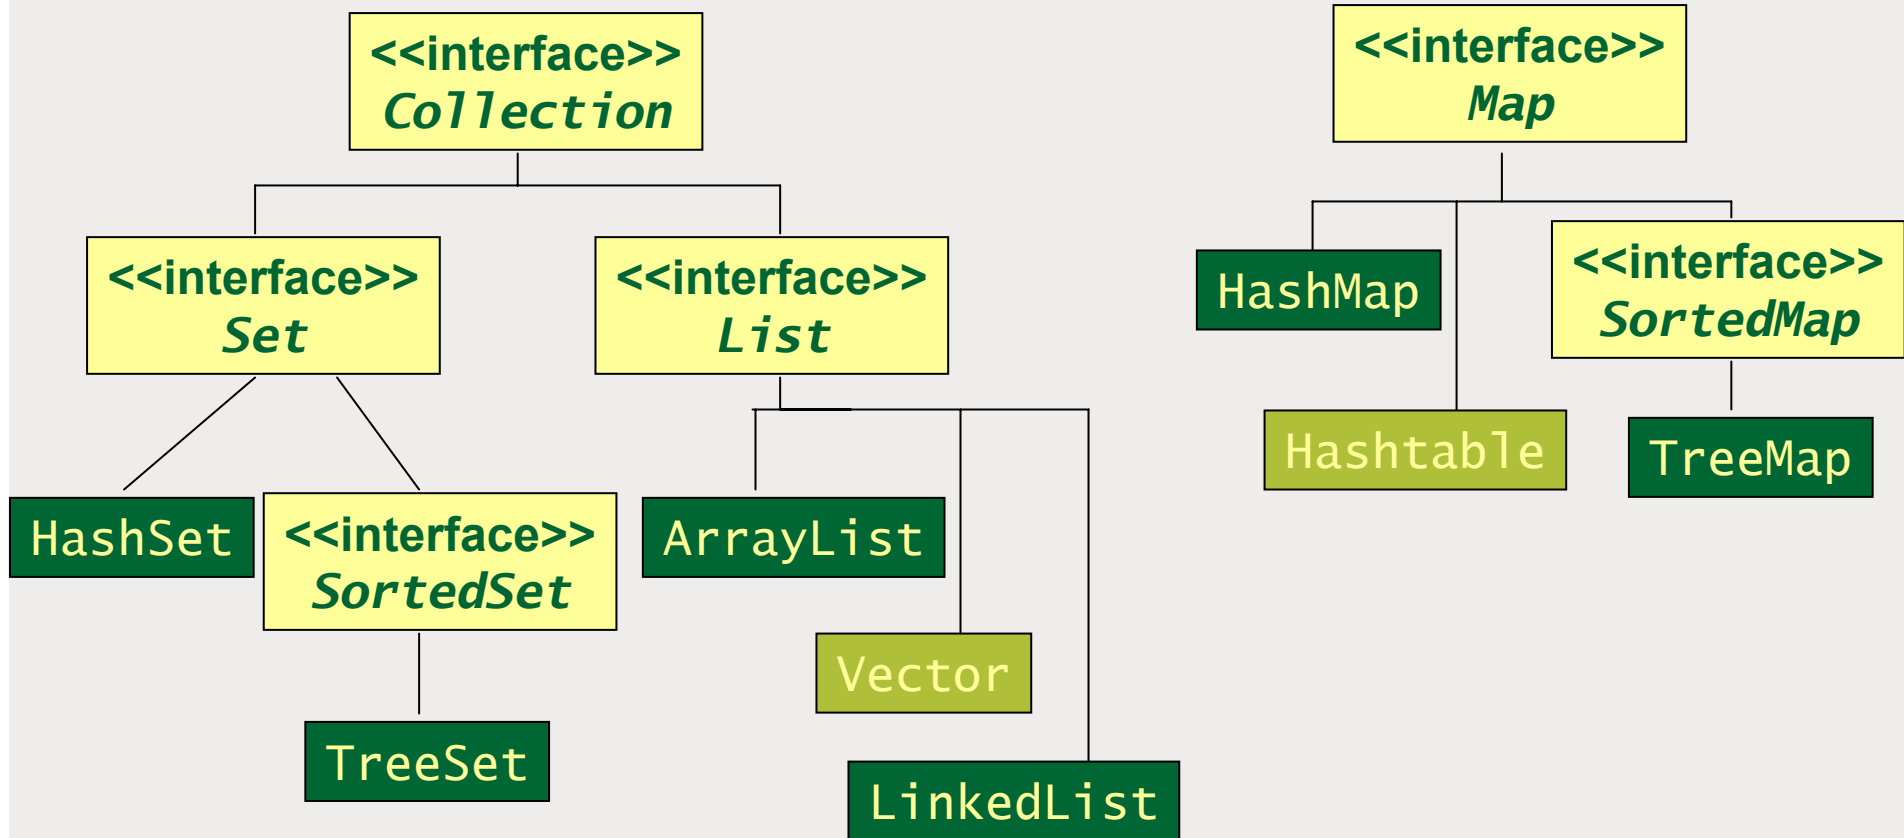 <<interface>>
Collection
<<interface>>
Map
<<interface>>
Set
<<interface>>
List
HashMap
<<interface>>
SortedMap
Hashtable
TreeMap
HashSet
<<interface>>
SortedSet
ArrayList
Vector
TreeSet
LinkedList